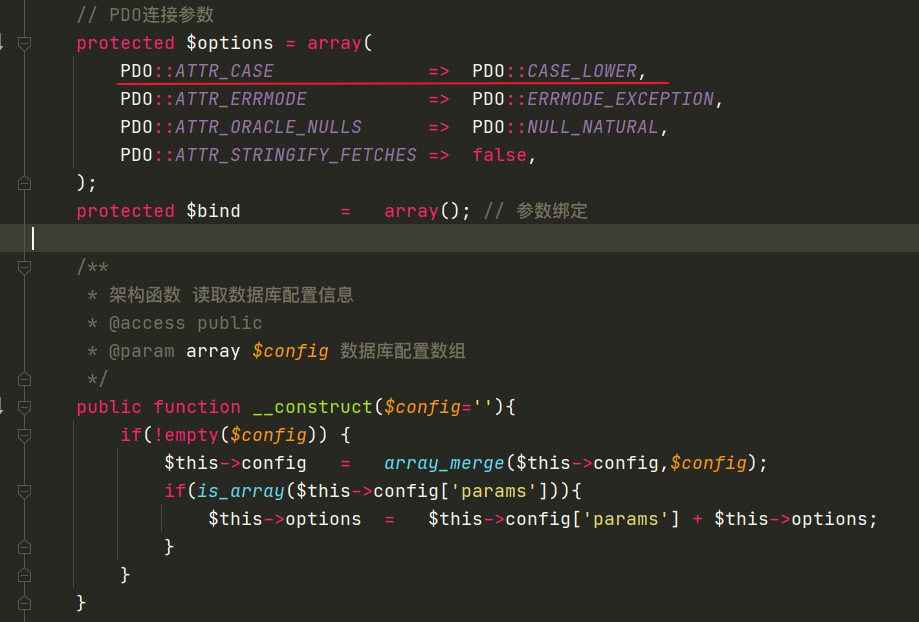 // PDO连接参数
protected $options = array(
PDO::ATTR_CASE => PDO::CASE_LOWER,
PDO::ATTR_ERRMODE => PDO::ERRMODE_EXCEPTION,
PDO::ATTR_ORACLE_NULLS => PDO::NULL_NATURAL,
PDO::ATTR_STRINGIFY_FETCHES => false,
);
protected $bind = array(); // 参数绑定
/**
* 架构函数 读取数据库配置信息
* @access public
* @param array $config 数据库配置数组
*/
public function __construct($config=''){
if(!empty($config)) {
$this->config = array_merge($this->config,$config);
if(is_array($this->config['params'])){
$this->options = $this->config['params'] + $this->options;
}
}
}